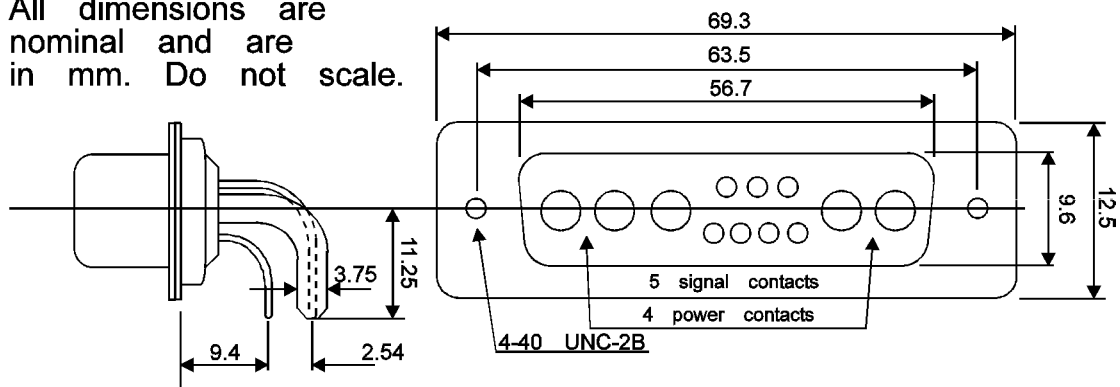 All dimensions are
nominal and are
in mm. Do not scale.
69.3
63.5
56.7
12.5
9.6
11.25
3.75
5 signal contacts
4 power contacts
4-40 UNC-2B
9.4
2.54